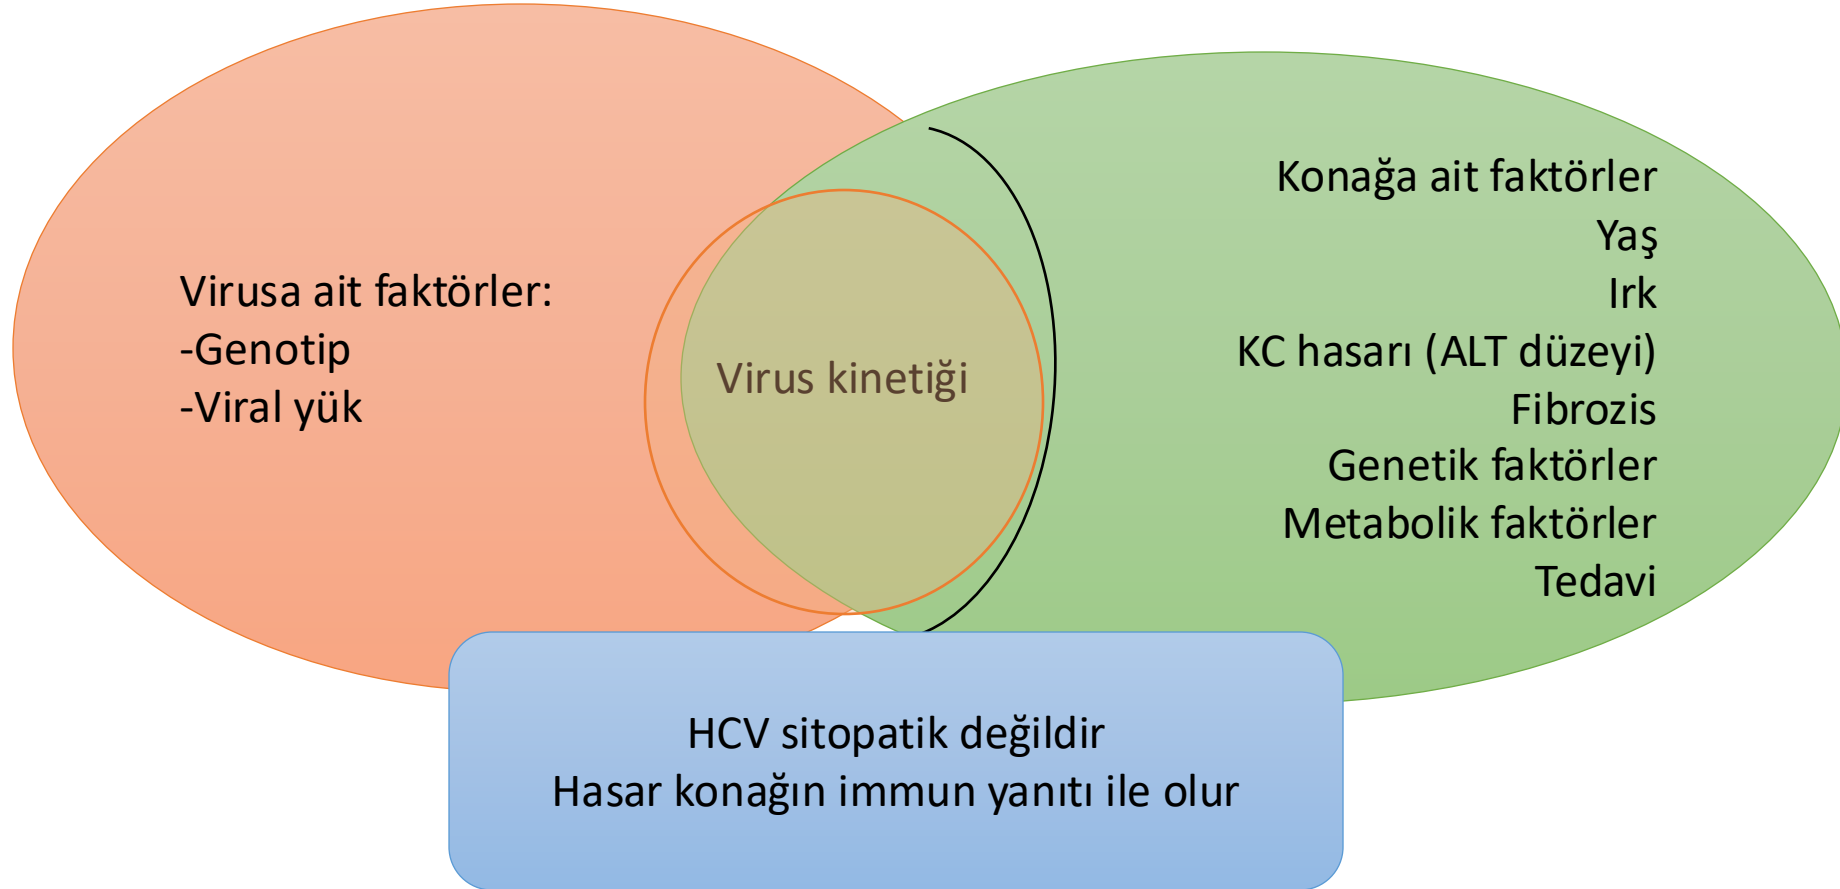 Virusa ait faktörler:
-Genotip
-Viral yük
Virus kinetiği
Konağa ait faktörler
Yaş
Irk
KC hasarı (ALT düzeyi)
Fibrozis
Genetik faktörler
Metabolik faktörler
Tedavi
HCV sitopatik değildir
Hasar konağın immun yanıtı ile olur